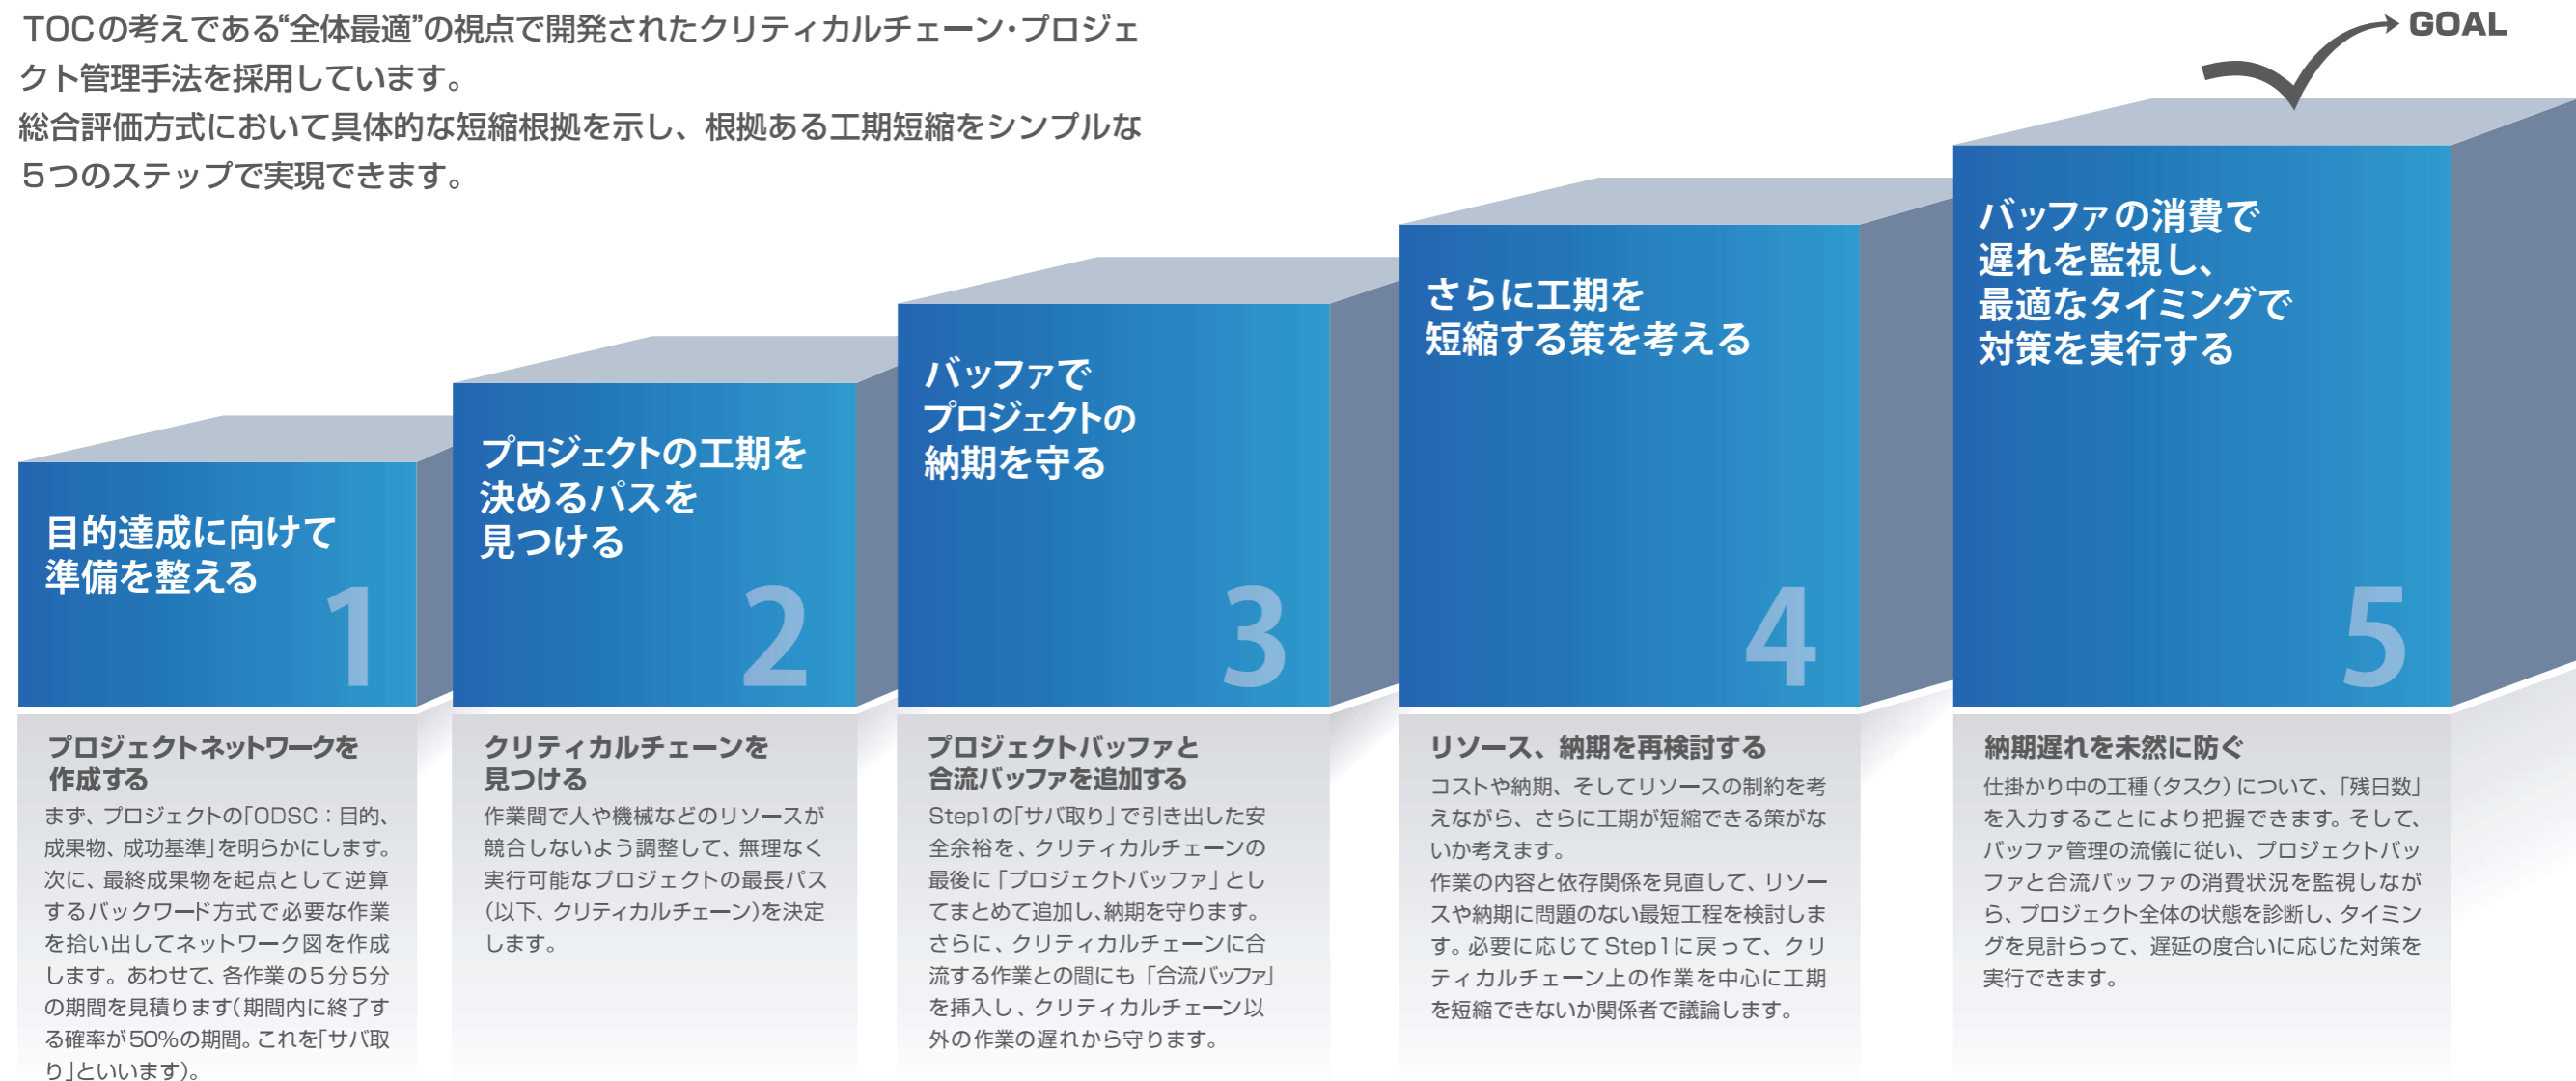 TOCの考えである“全体最適”の視点で開発されたクリティカルチェーン・プロジェ
クト管理手法を採用しています。
総合評価方式において具体的な短縮根拠を示し、根拠ある工期短縮をシンプルな
5つのステップで実現できます。
GOAL
目的達成に向けて
準備を整える
1
プロジェクトネットワークを
作成する
まず、プロジェクトの「ODSC：目的、
成果物、成功基準」を明らかにします。
次に、最終成果物を起点として逆算
するバックワード方式で必要な作業
を拾い出してネットワーク図を作成
します。あわせて、各作業の5分5分
の期間を見積ります（期間内に終了す
る確率が50%の期間。これを「サバ取
り」といいます）。
プロジェクトの工期を
決めるパスを
見つける
2
クリティカルチェーンを
見つける
作業間で人や機械などのリソースが
競合しないよう調整して、無理なく
実行可能なプロジェクトの最長パス
（以下、クリティカルチェーン）を決定
します。
バッファで
プロジェクトの
納期を守る
3
プロジェクトバッファと
合流バッファを追加する
Step1の「サバ取り」で引き出した安
全余裕を、クリティカルチェーンの
最後に「プロジェクトバッファ」とし
てまとめて追加し、納期を守ります。
さらに、クリティカルチェーンに合
流する作業との間にも「合流バッファ」
を挿入し、クリティカルチェーン以
外の作業の遅れから守ります。
さらに工期を
短縮する策を考える
4
リソース、納期を再検討する
コストや納期、そしてリソースの制約を考
えながら、さらに工期が短縮できる策がな
いか考えます。
作業の内容と依存関係を見直して、リソー
スや納期に問題のない最短工程を検討しま
す。必要に応じてStep1に戻って、クリ
ティカルチェーン上の作業を中心に工期
を短縮できないか関係者で議論します。
バッファの消費で
遅れを監視し、
最適なタイミングで
対策を実行する
5
納期遅れを未然に防ぐ
仕掛かり中の工種（タスク）について、「残日数」
を入力することにより把握できます。そして、
バッファ管理の流儀に従い、プロジェクトバッ
ファと合流バッファの消費状況を監視しなが
ら、プロジェクト全体の状態を診断し、タイミン
グを見計らって、遅延の度合いに応じた対策を
実行できます。